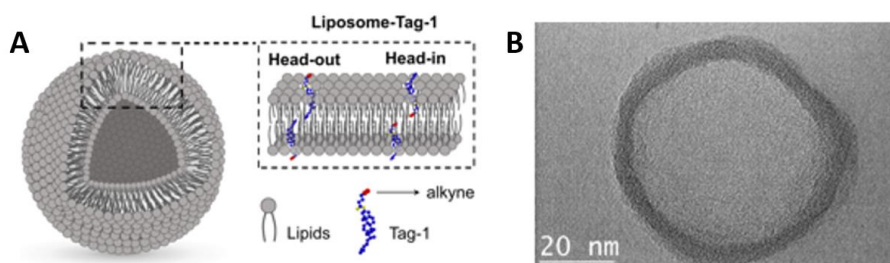 Liposome-Tag-1
A
B
Head-out
Head-in
alkyne
Lipids
Tag-1
20 nm